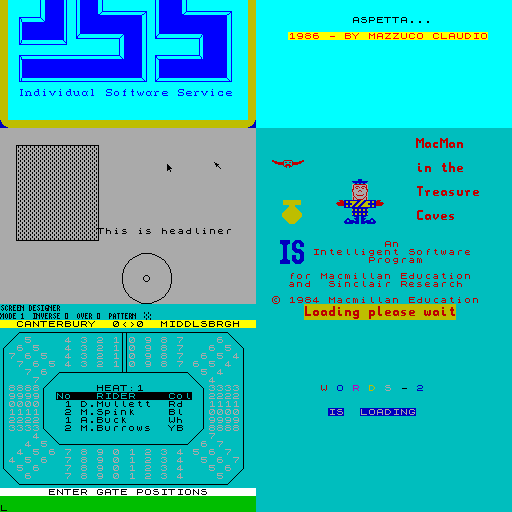 ISS
Individual Software Service
ASPETTA...
1986 - BY MAZZUCO CLAUDIO
This is headliner
MacMan
in the
Treasure
Caves
IS
An
Intelligent Software
Program
for Macmillan Education
and Sinclair Research
© 1984 Macmillan Education
Loading please wait
SCREEN DESIGNER
MODE 1 INVERSE 0 OVER 0 PATTERN
CANTERBURY 0<>0 MIDDLSBRGH
HEAT:1
No RIDER Col
1 D.Mullett Rd
2 M.Spink Bl
1 A.Buck Wh
2 M.Burrows YB
ENTER GATE POSITIONS
L
W O R D S - 2
IS LOADING